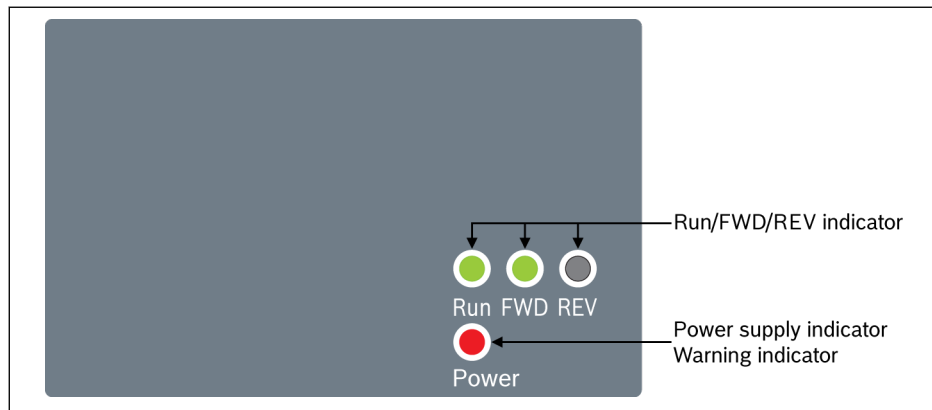 Run/FWD/REV indicator
Run FWD REV
Power supply indicator
Warning indicator
Power